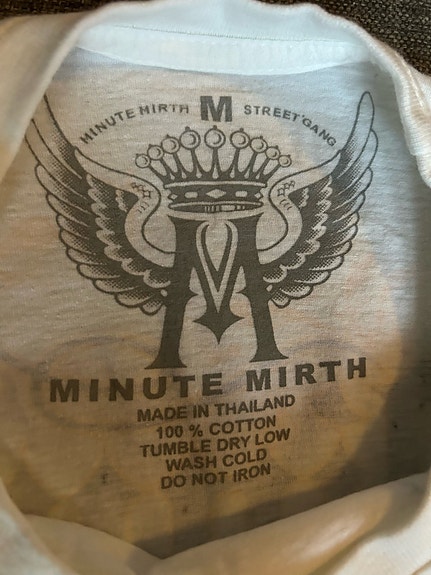 MINUTE MIRTH M STREET GANG
M
MINUTE MIRTH
MADE IN THAILAND
100 % COTTON
TUMBLE DRY LOW
WASH COLD
DO NOT IRON